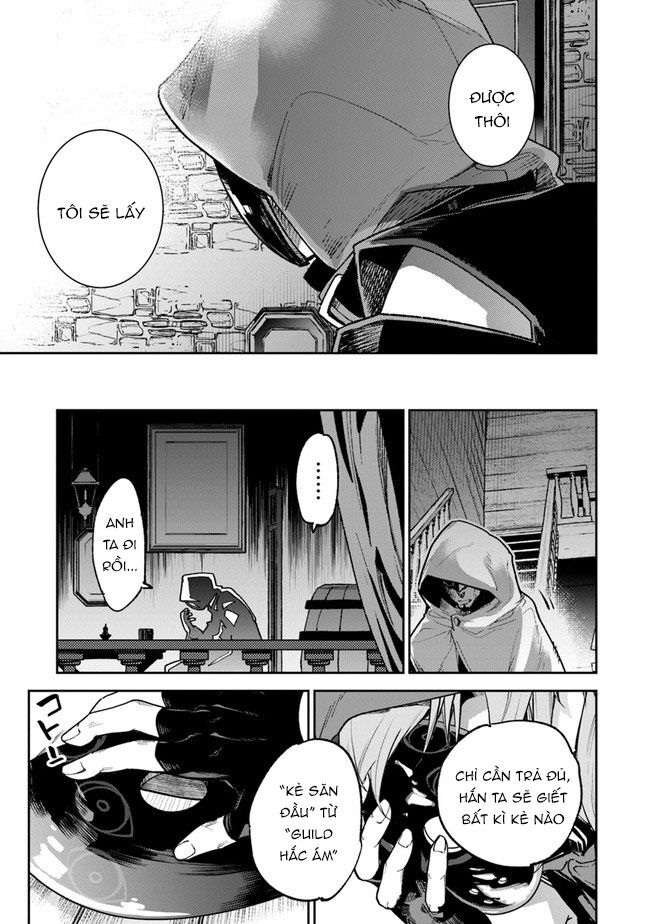 ĐƯỢC
THÔI
TÔI SẼ LẤY
......
ANH
TA ĐI
RỒI...
CHỈ CẦN TRẢ ĐỦ,
HẮN TA SẼ GIẾT
BẤT KÌ KẺ NÀO
"KẺ SĂN
ĐẦU" TỪ
"GUILD
HẮC ÁM"
コトー